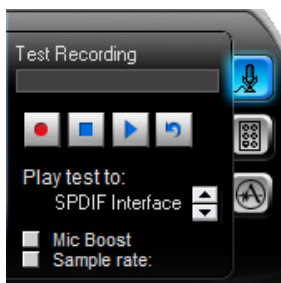 Test Recording
Play test to:
SPDIF Interface
Mic Boost
Sample rate: